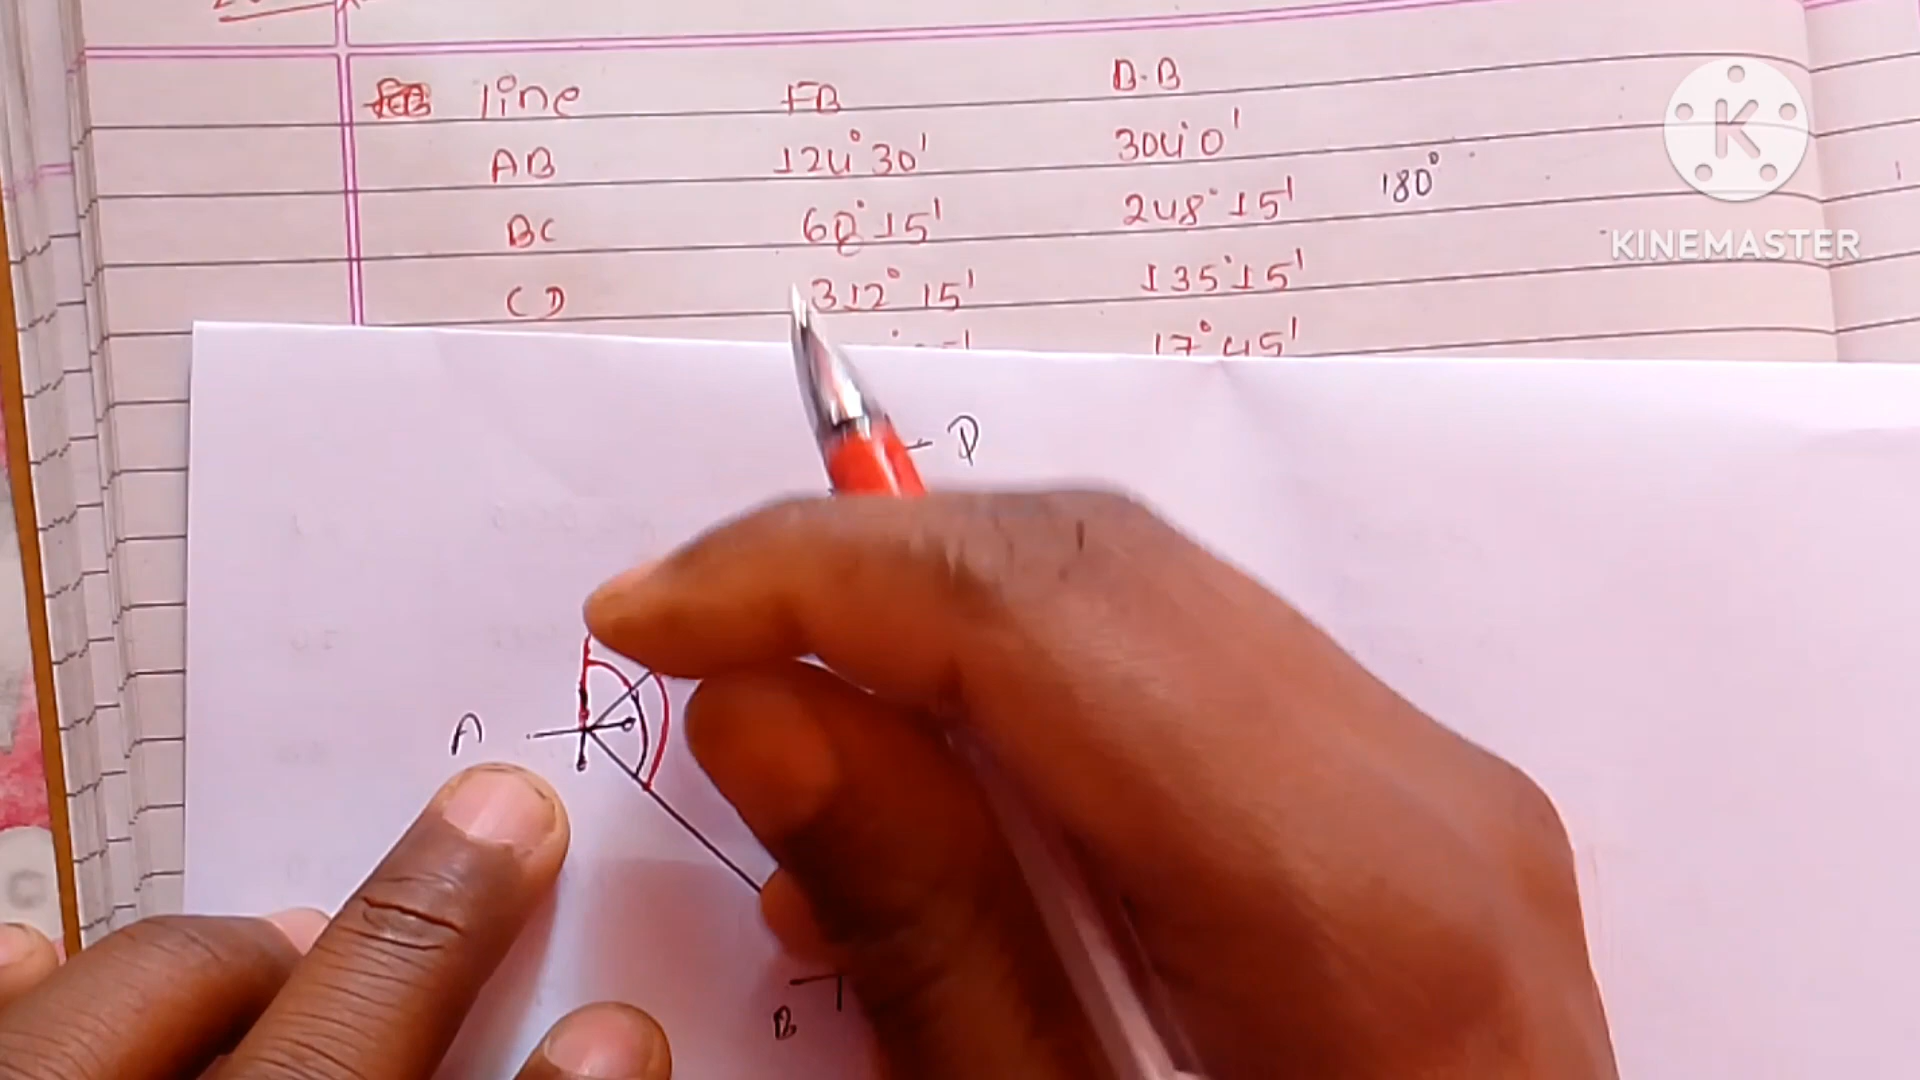 line FB B.B
AB 124°30' 304°0'
BC 68°15' 248°15' 180°
CD 312°15' 135°15'
17°45'
D
A
B
K
KINEMASTER